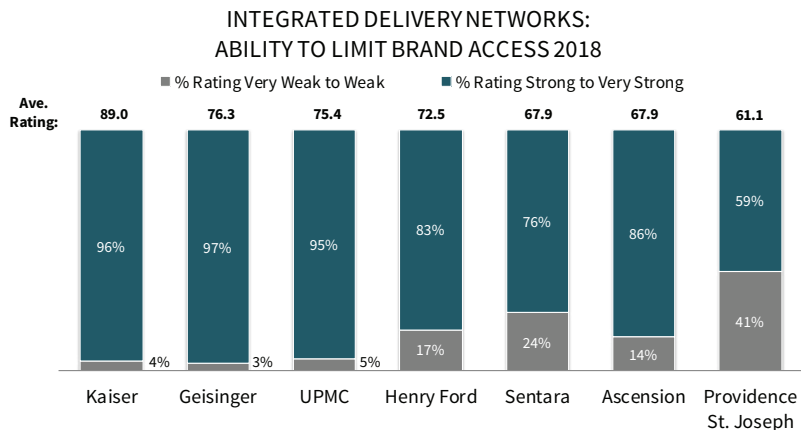 INTEGRATED DELIVERY NETWORKS:
ABILITY TO LIMIT BRAND ACCESS 2018
% Rating Very Weak to Weak % Rating Strong to Very Strong
Ave.
Rating:
89.0 76.3 75.4 72.5 67.9 67.9 61.1
96% 97% 95% 83% 76% 86% 59%
4% 3% 5% 17% 24% 14% 41%
Kaiser Geisinger UPMC Henry Ford Sentara Ascension Providence
St. Joseph